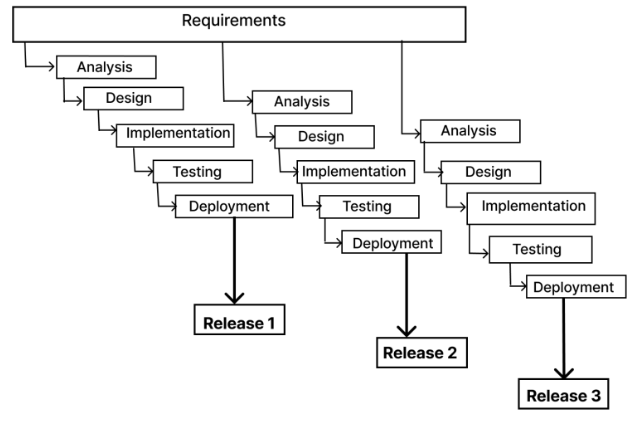 Requirements
Analysis
Design
Implementation
Testing
Deployment
Release 1
Analysis
Design
Implementation
Testing
Deployment
Release 2
Analysis
Design
Implementation
Testing
Deployment
Release 3